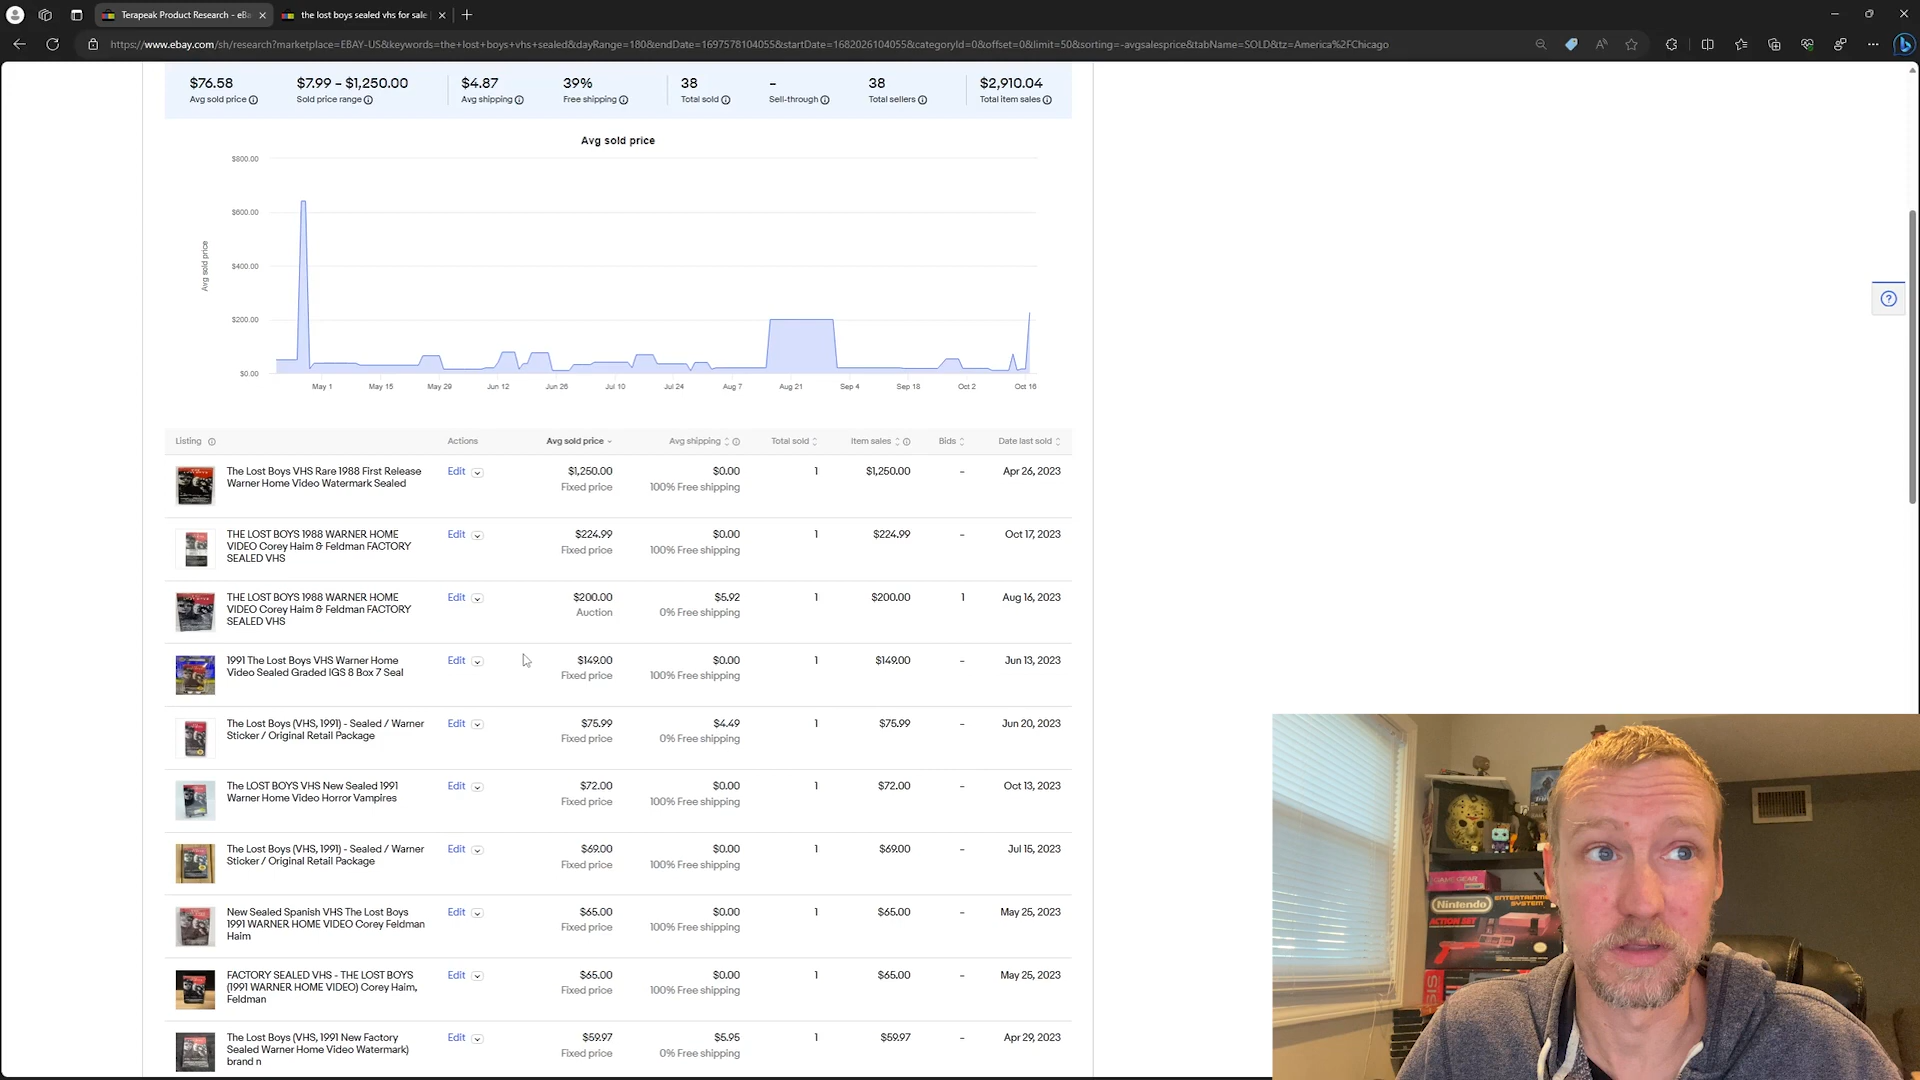 Terapeak Product Research - eBa
the lost boys sealed vhs for sale
https://www.ebay.com/sh/research?marketplace=EBAY-US&keywords=the+lost+boys+vhs+sealed&dayRange=180&endDate=1697578104055&startDate=1682026104055&categoryId=0&offset=0&limit=50&sorting=-avgsalesprice&tabName=SOLD&tz=America%2FChicago
$76.58 $7.99 – $1,250.00 $4.87 39% 38 – 38 $2,910.04
Avg sold price Sold price range Avg shipping Free shipping Total sold Sell-through Total sellers Total item sales
Avg sold price
$800.00
$600.00
$400.00
$200.00
$0.00
Avg sold price
May 1 May 15 May 29 Jun 12 Jun 26 Jul 10 Jul 24 Aug 7 Aug 21 Sep 4 Sep 18 Oct 2 Oct 16
Listing Actions Avg sold price Avg shipping Total sold Item sales Bids Date last sold
The Lost Boys VHS Rare 1988 First Release Edit $1,250.00 $0.00 1 $1,250.00 – Apr 26, 2023
Warner Home Video Watermark Sealed Fixed price 100% Free shipping
THE LOST BOYS 1988 WARNER HOME Edit $224.99 $0.00 1 $224.99 – Oct 17, 2023
VIDEO Corey Haim & Feldman FACTORY Fixed price 100% Free shipping
SEALED VHS
THE LOST BOYS 1988 WARNER HOME Edit $200.00 $5.92 1 $200.00 1 Aug 16, 2023
VIDEO Corey Haim & Feldman FACTORY Auction 0% Free shipping
SEALED VHS
1991 The Lost Boys VHS Warner Home Edit $149.00 $0.00 1 $149.00 – Jun 13, 2023
Video Sealed Graded IGS 8 Box 7 Seal Fixed price 100% Free shipping
The Lost Boys (VHS, 1991) - Sealed / Warner Edit $75.99 $4.49 1 $75.99 – Jun 20, 2023
Sticker / Original Retail Package Fixed price 0% Free shipping
The LOST BOYS VHS New Sealed 1991 Edit $72.00 $0.00 1 $72.00 – Oct 13, 2023
Warner Home Video Horror Vampires Fixed price 100% Free shipping
The Lost Boys (VHS, 1991) - Sealed / Warner Edit $69.00 $0.00 1 $69.00 – Jul 15, 2023
Sticker / Original Retail Package Fixed price 100% Free shipping
New Sealed Spanish VHS The Lost Boys Edit $65.00 $0.00 1 $65.00 – May 25, 2023
1991 WARNER HOME VIDEO Corey Feldman Fixed price 100% Free shipping
Haim
FACTORY SEALED VHS - THE LOST BOYS Edit $65.00 $0.00 1 $65.00 – May 25, 2023
(1991 WARNER HOME VIDEO) Corey Haim, Fixed price 100% Free shipping
Feldman
The Lost Boys (VHS, 1991 New Factory Edit $59.97 $5.95 1 $59.97 – Apr 29, 2023
Sealed Warner Home Video Watermark) Fixed price 0% Free shipping
brand n
GAME GEAR
Nintendo ENTERTAINMENT
SYSTEM
ACTION SET